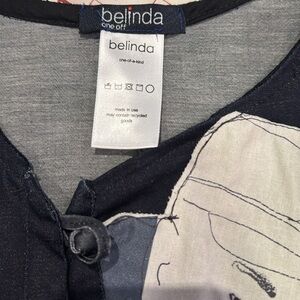 belinda
one off
belinda
one-of-a-kind
made in usa
may contain recycled
goods